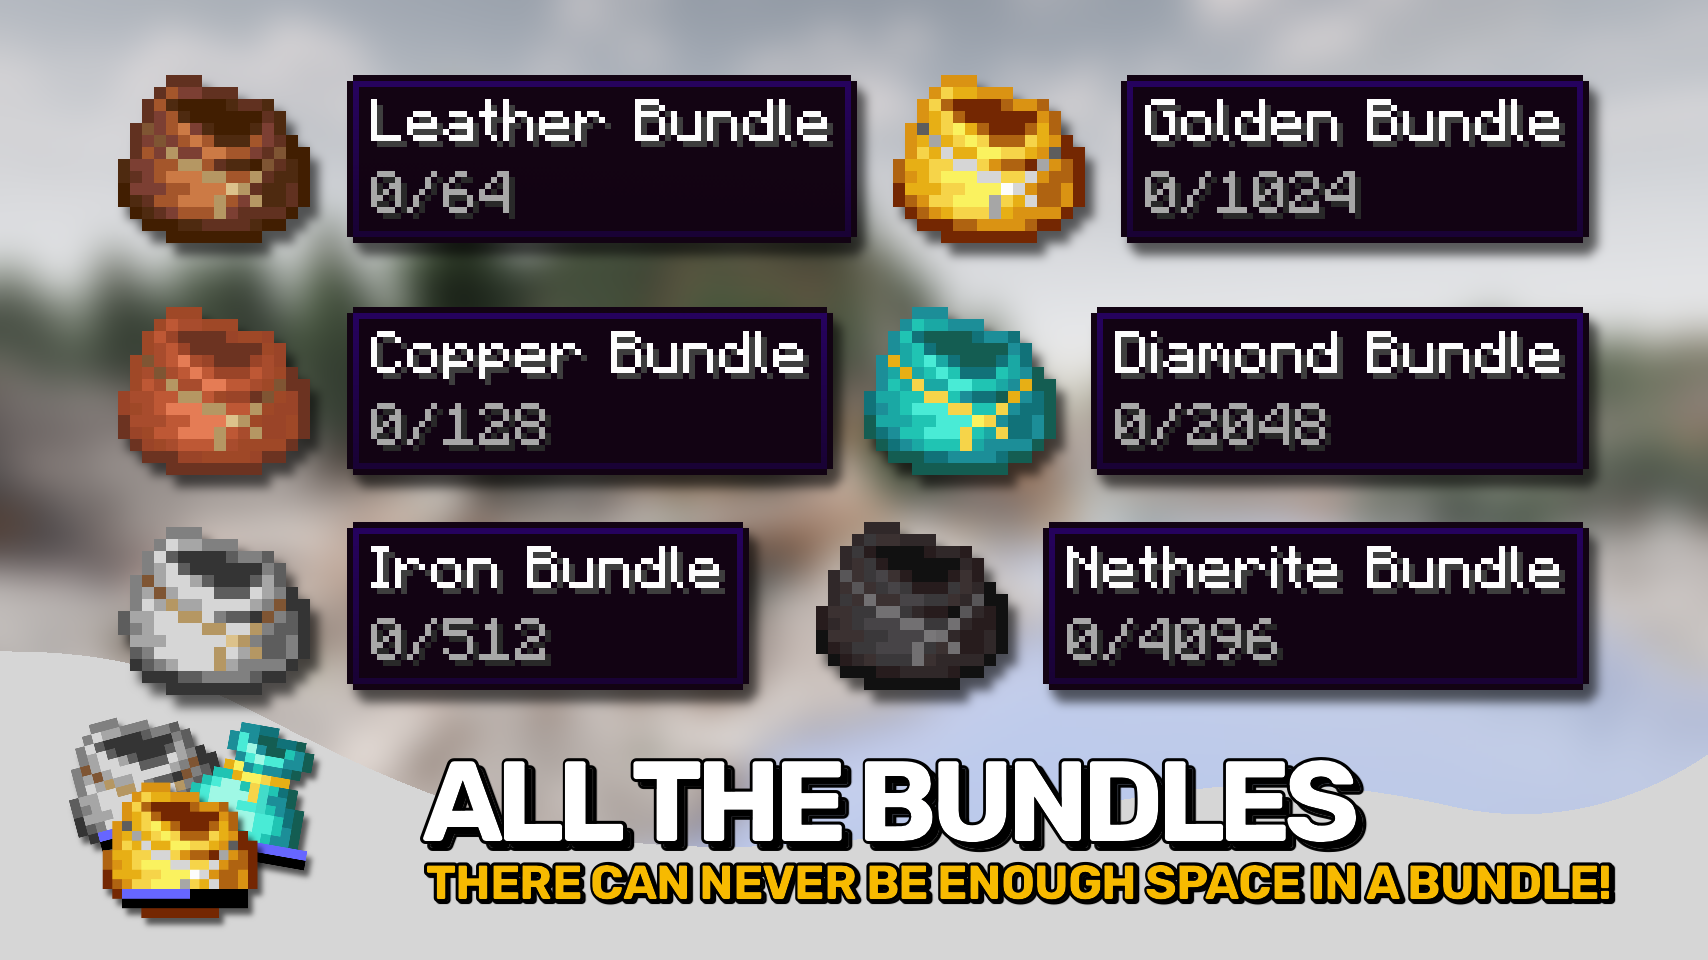 Leather Bundle
0/64
Golden Bundle
0/1024
Copper Bundle
0/128
Diamond Bundle
0/2048
Iron Bundle
0/512
Netherite Bundle
0/4096
ALL THE BUNDLES
THERE CAN NEVER BE ENOUGH SPACE IN A BUNDLE!